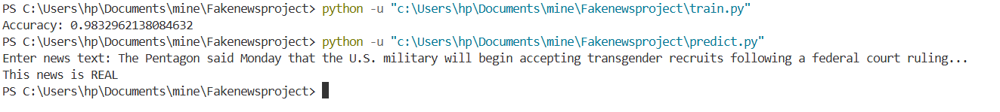 PS C:\Users\hp\Documents\mine\Fakenewsproject> python -u "c:\Users\hp\Documents\mine\Fakenewsproject\train.py"
Accuracy: 0.9832962138084632
PS C:\Users\hp\Documents\mine\Fakenewsproject> python -u "c:\Users\hp\Documents\mine\Fakenewsproject\predict.py"
Enter news text: The Pentagon said Monday that the U.S. military will begin accepting transgender recruits following a federal court ruling...
This news is REAL
PS C:\Users\hp\Documents\mine\Fakenewsproject>